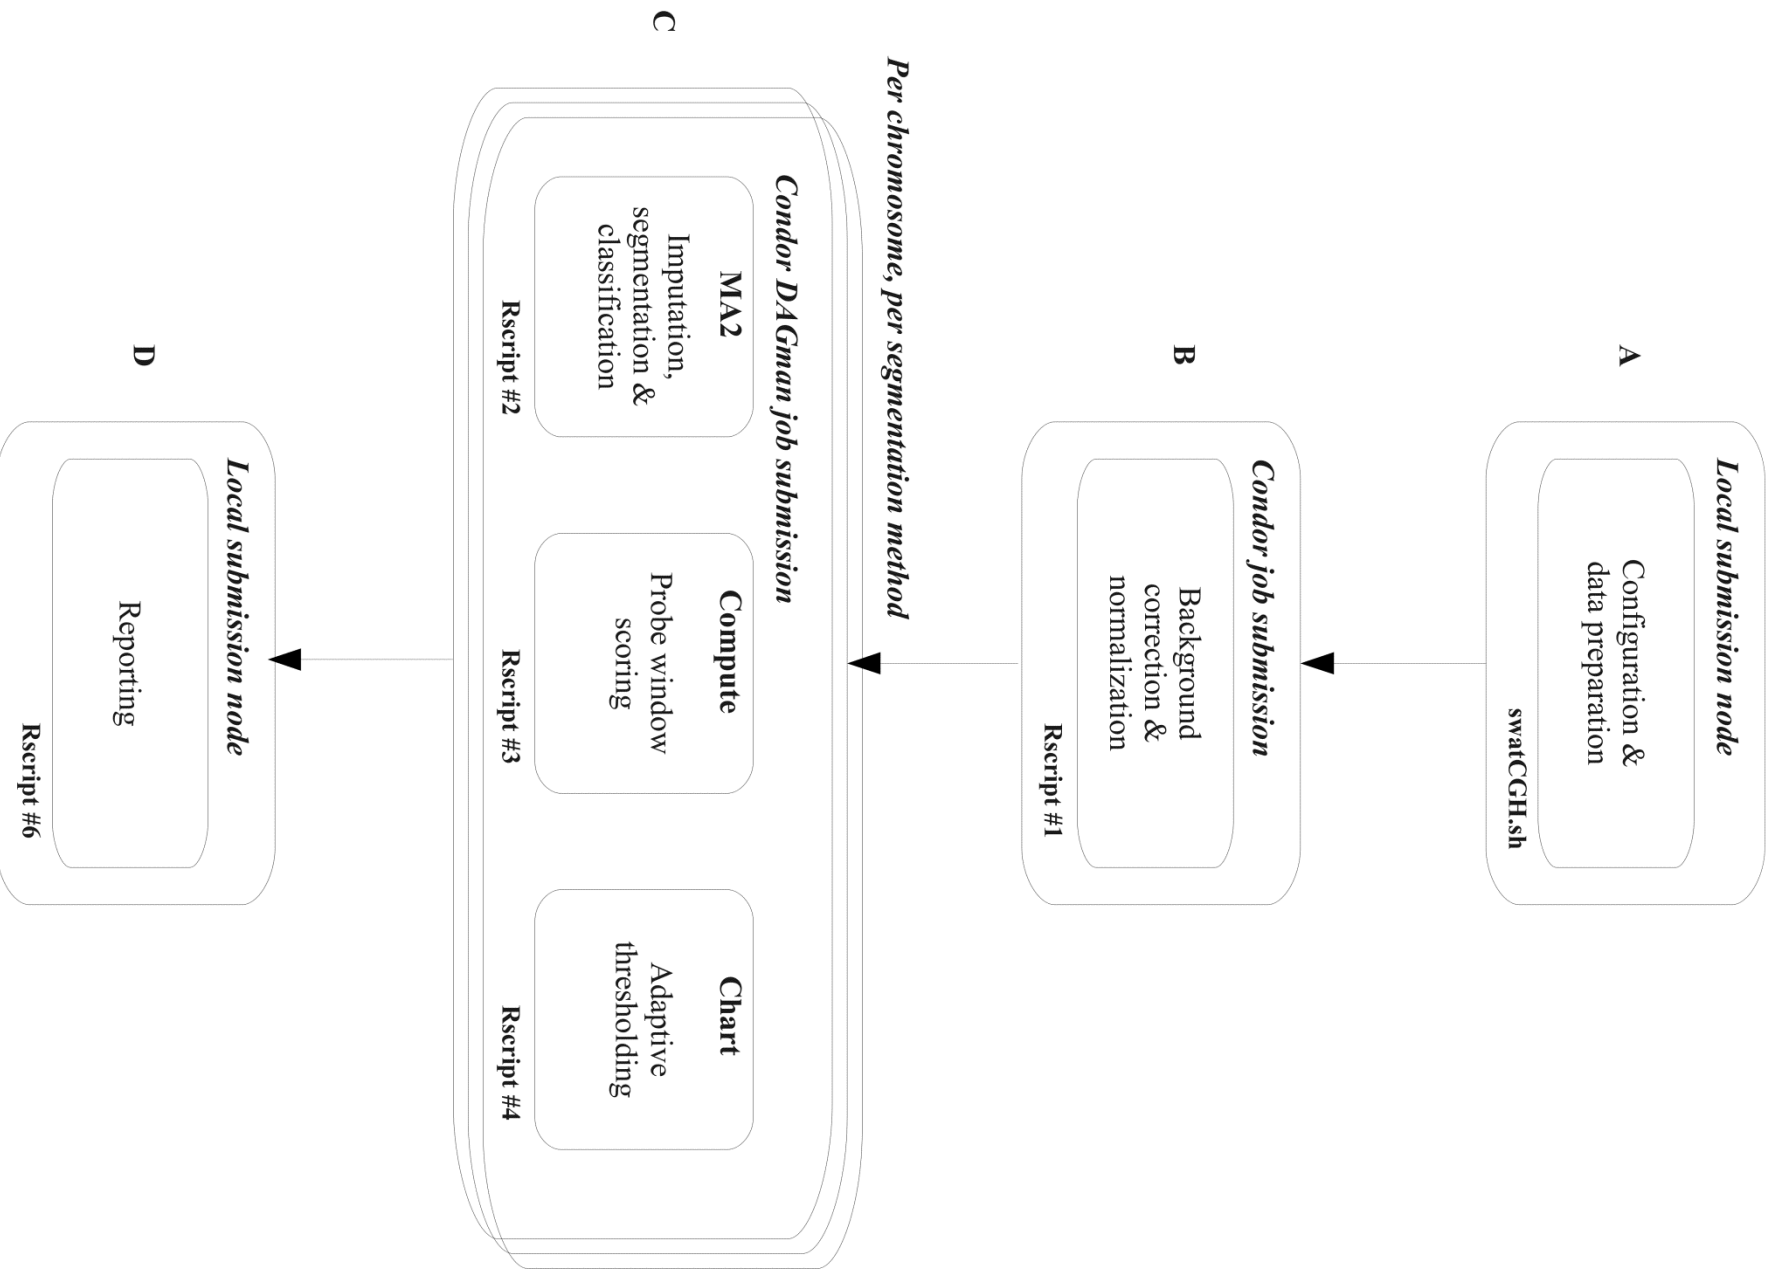 A
Local submission node
Configuration &
data preparation
swatCGH.sh
B
Condor job submission
Background
correction &
normalization
Rscript #1
Per chromosome, per segmentation method
C
Condor DAGman job submission
MA2
Imputation,
segmentation &
classification
Rscript #2
Compute
Probe window
scoring
Rscript #3
Chart
Adaptive
thresholding
Rscript #4
D
Local submission node
Reporting
Rscript #6